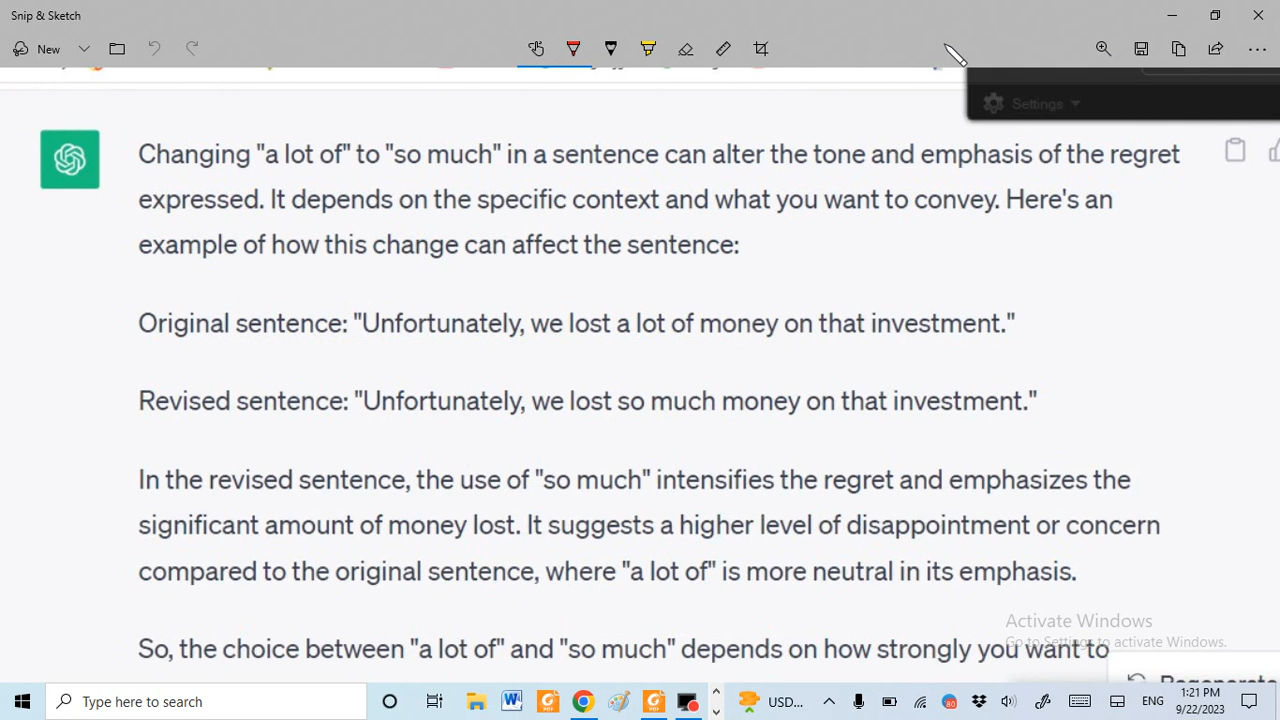 Snip & Sketch
New
Settings
Changing "a lot of" to "so much" in a sentence can alter the tone and emphasis of the regret
expressed. It depends on the specific context and what you want to convey. Here's an
example of how this change can affect the sentence:
Original sentence: "Unfortunately, we lost a lot of money on that investment."
Revised sentence: "Unfortunately, we lost so much money on that investment."
In the revised sentence, the use of "so much" intensifies the regret and emphasizes the
significant amount of money lost. It suggests a higher level of disappointment or concern
compared to the original sentence, where "a lot of" is more neutral in its emphasis.
Activate Windows
Go to Settings to activate Windows.
So, the choice between "a lot of" and "so much" depends on how strongly you want to
Regenerate
Type here to search
80
USD...
ENG
1:21 PM
9/22/2023